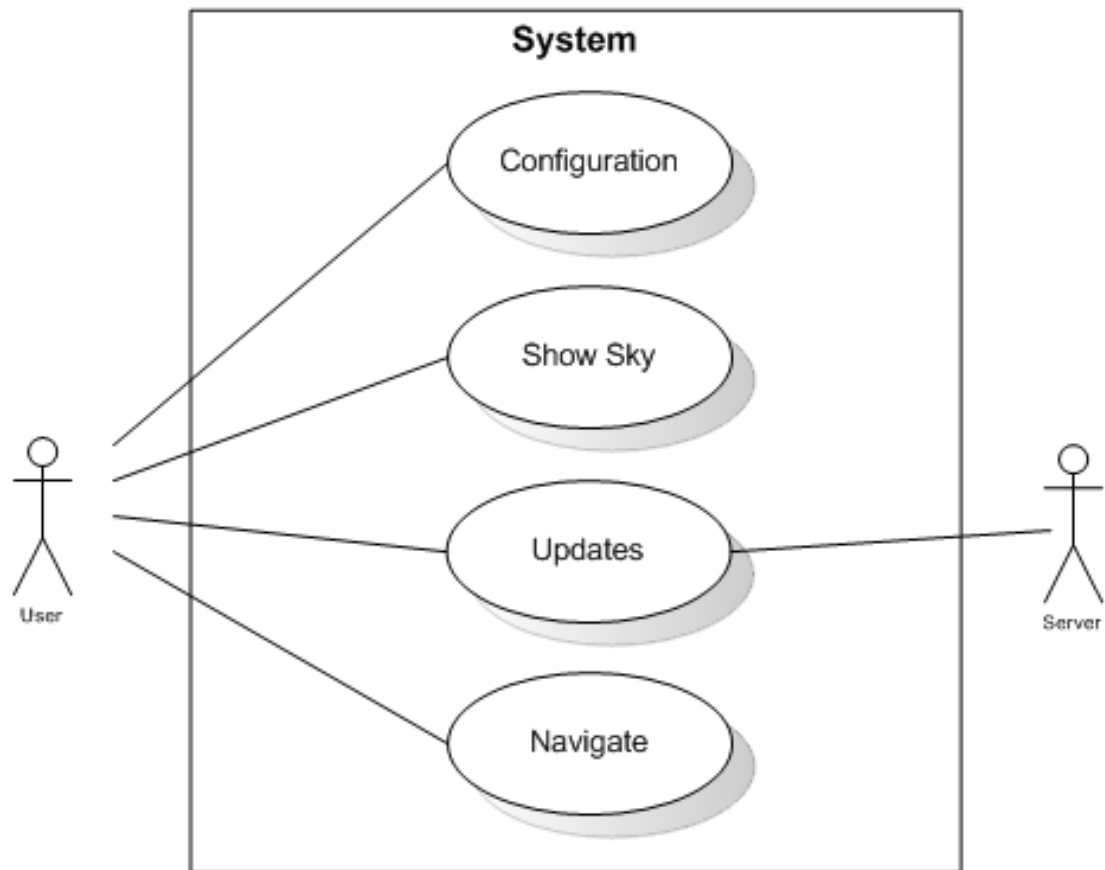 System
Configuration
Show Sky
Updates
Navigate
User
Server